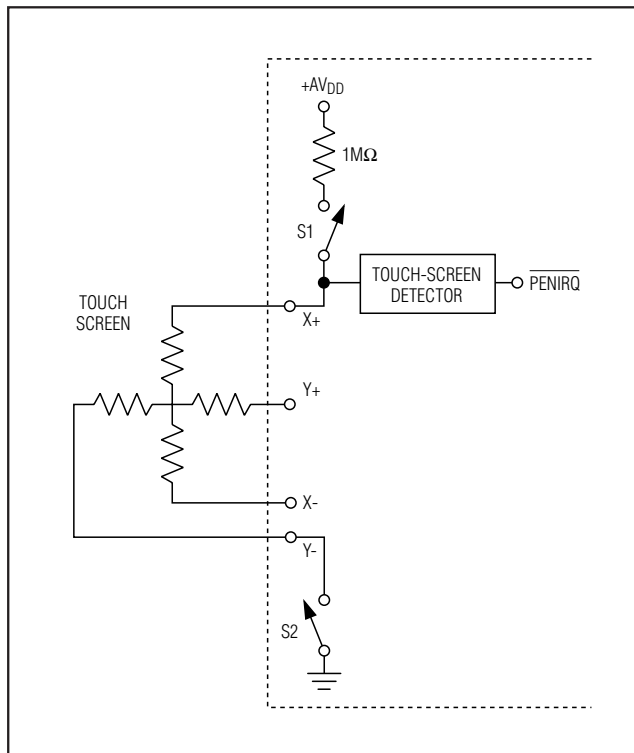 +AVDD
1MΩ
S1
TOUCH-SCREEN
DETECTOR
PENIRQ
TOUCH
SCREEN
X+
Y+
X-
Y-
S2